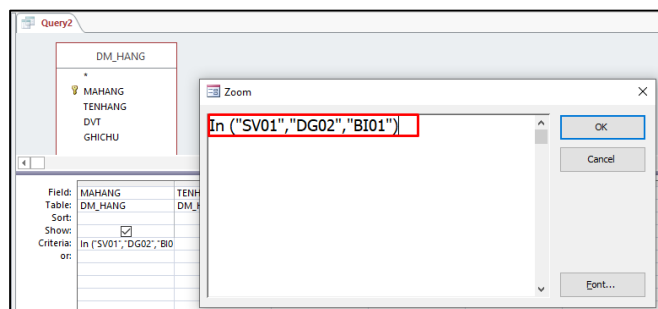 Query2
DM_HANG
*
MAHANG
TENHANG
DVT
GHICHU
Zoom
In ("SV01","DG02","BI01")
OK
Cancel
Font...
Field: MAHANG TENH
Table: DM_HANG DM_H
Sort:
Show:
Criteria: In ("SV01","DG02","BI0
or: